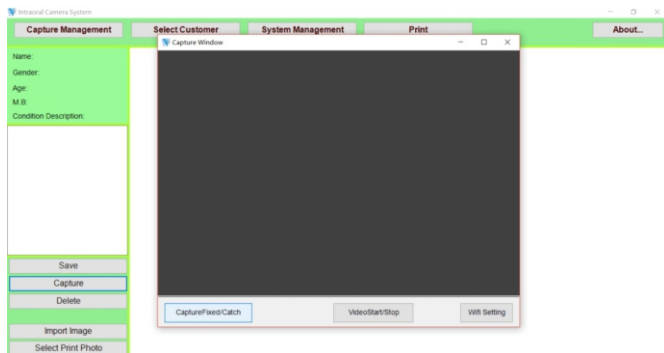 Intraoral Camera System
Capture Management Select Customer System Management Print About...
Capture Window
Name:
Gender:
Age:
M.B:
Condition Description:
Save
Capture
Delete
Import Image
Select Print Photo
CaptureFixed/Catch VideoStart/Stop Wifi Setting